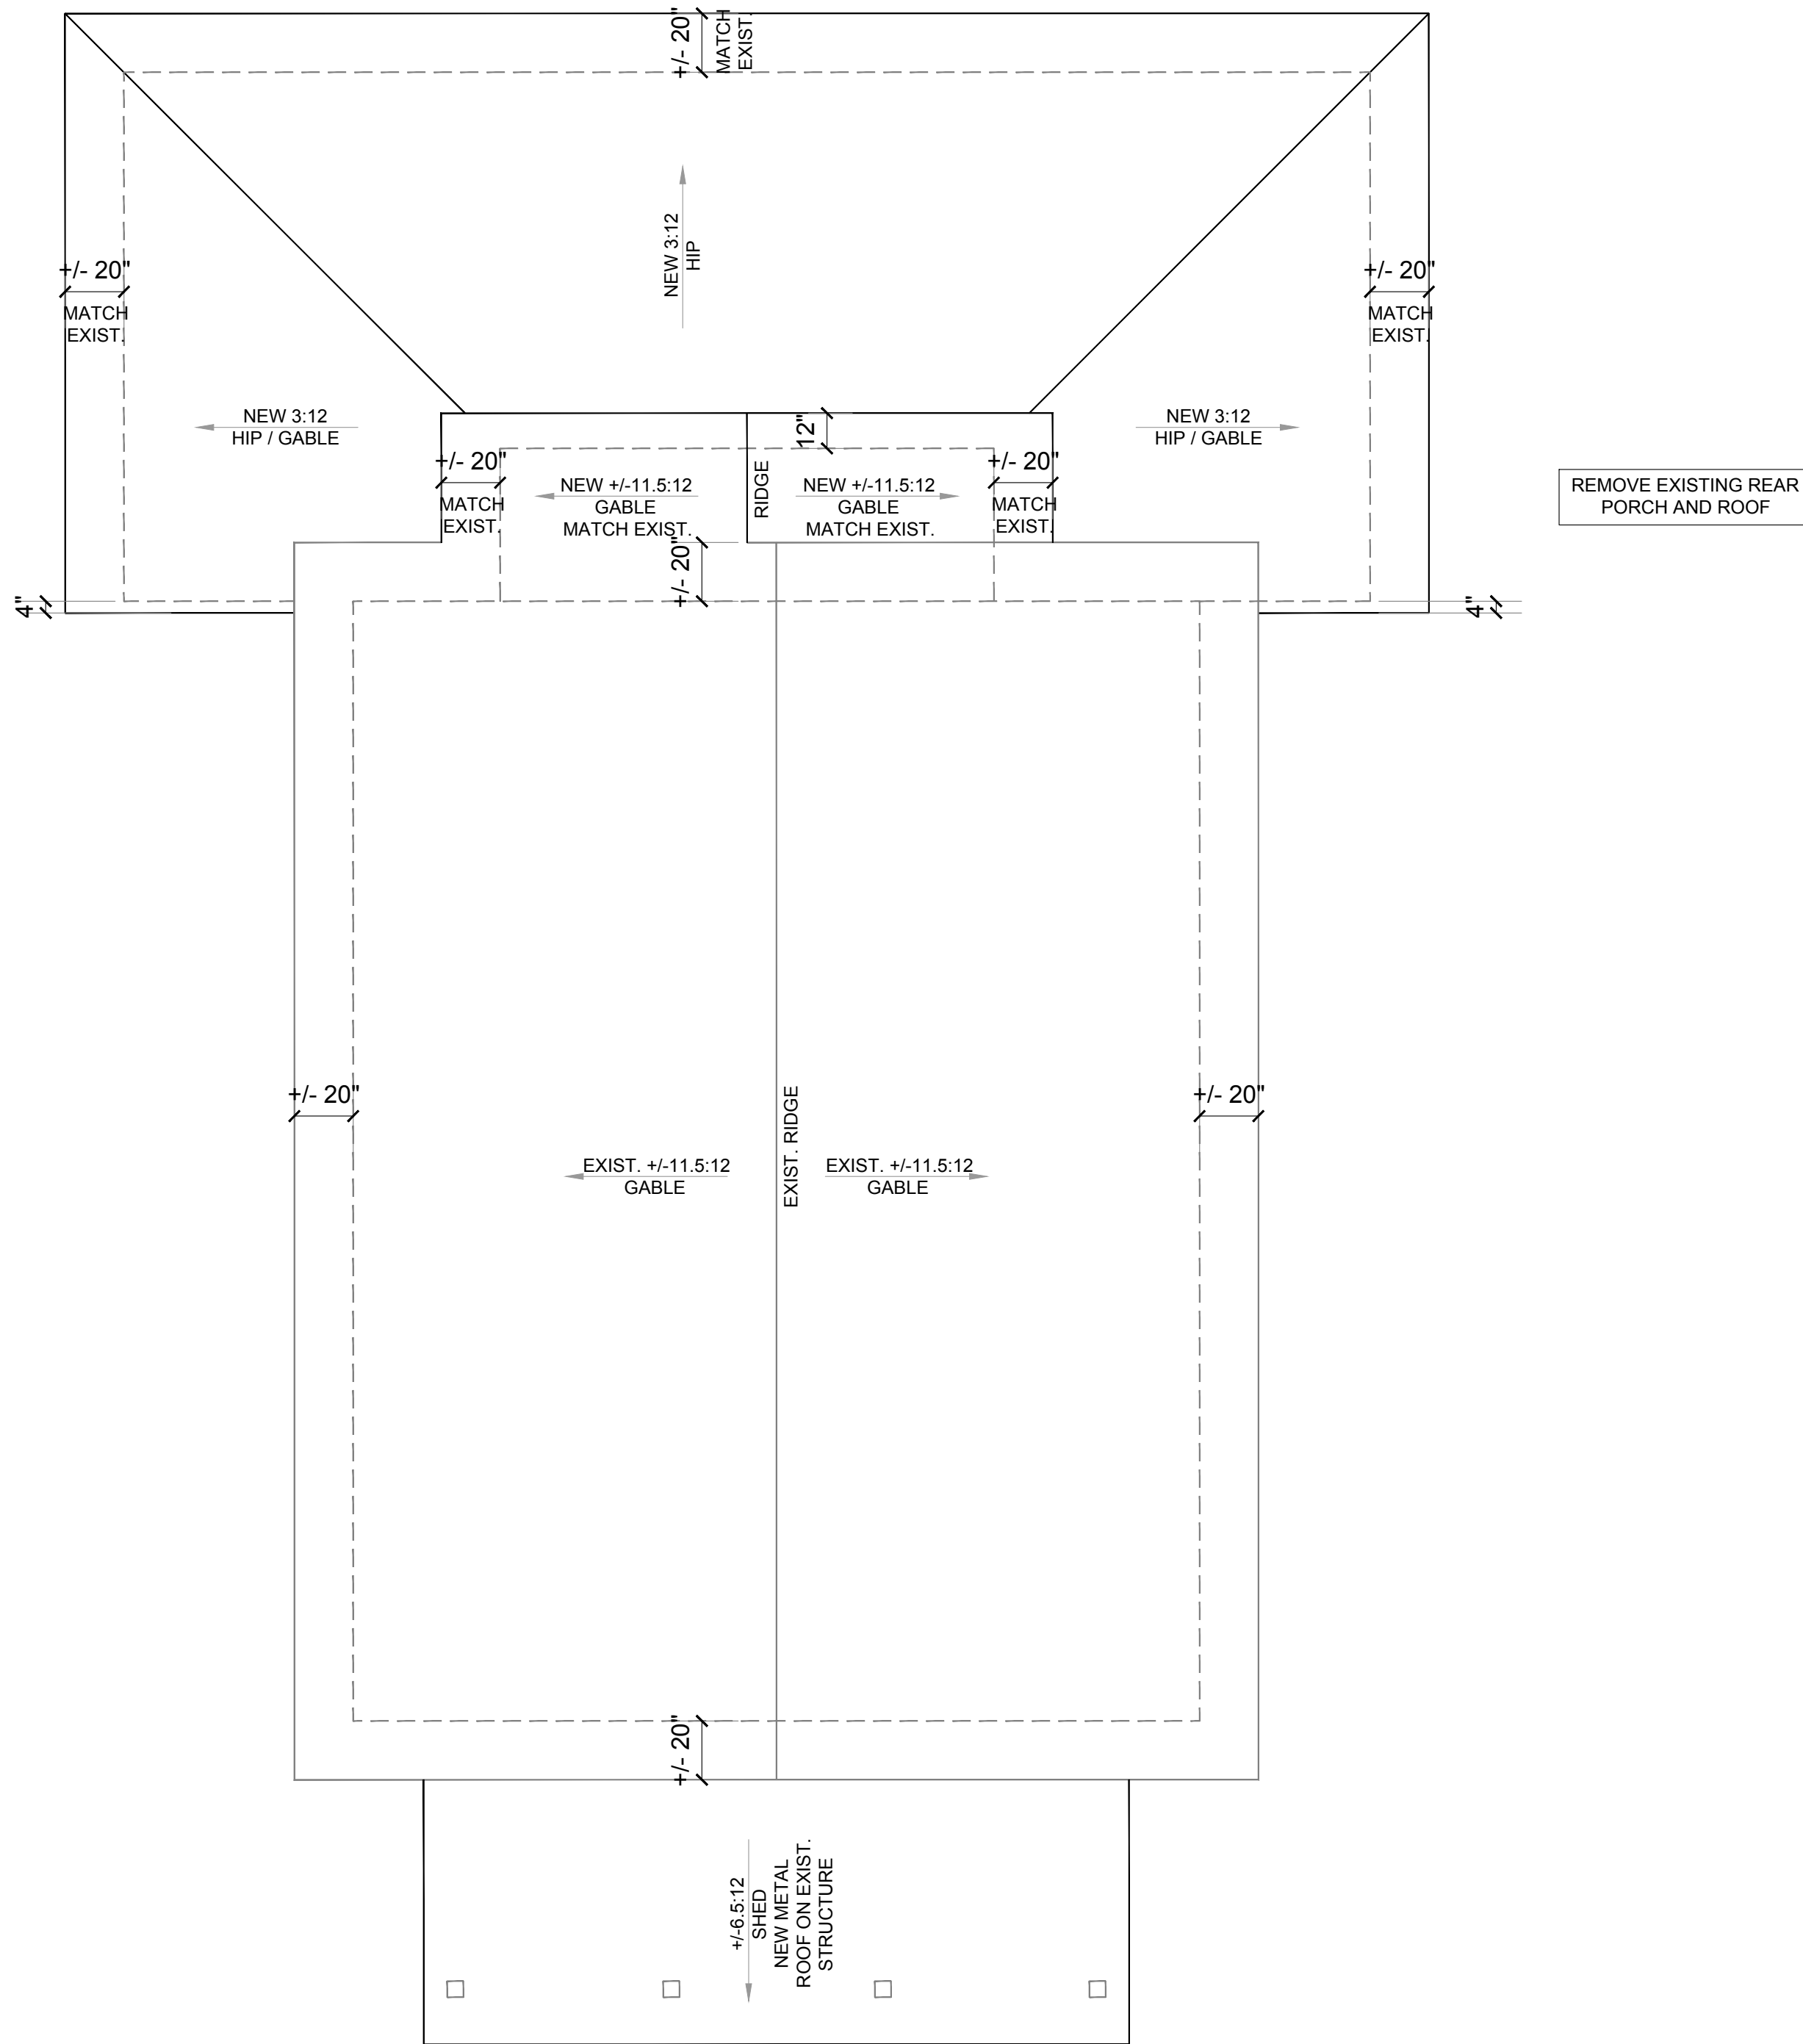 +/- 20"
MATCH
EXIST.
NEW 3:12
HIP
+/- 20"
MATCH
EXIST.
+/- 20"
MATCH
EXIST.
NEW 3:12
HIP / GABLE
12"
NEW 3:12
HIP / GABLE
+/- 20"
MATCH
EXIST.
NEW +/-11.5:12
GABLE
MATCH EXIST.
RIDGE
NEW +/-11.5:12
GABLE
MATCH EXIST.
+/- 20"
MATCH
EXIST.
REMOVE EXISTING REAR
PORCH AND ROOF
+/- 20"
4"
4"
+/- 20"
+/- 20"
EXIST. +/-11.5:12
GABLE
EXIST. RIDGE
EXIST. +/-11.5:12
GABLE
+/- 20"
+/-6.5:12
SHED
NEW METAL
ROOF ON EXIST.
STRUCTURE